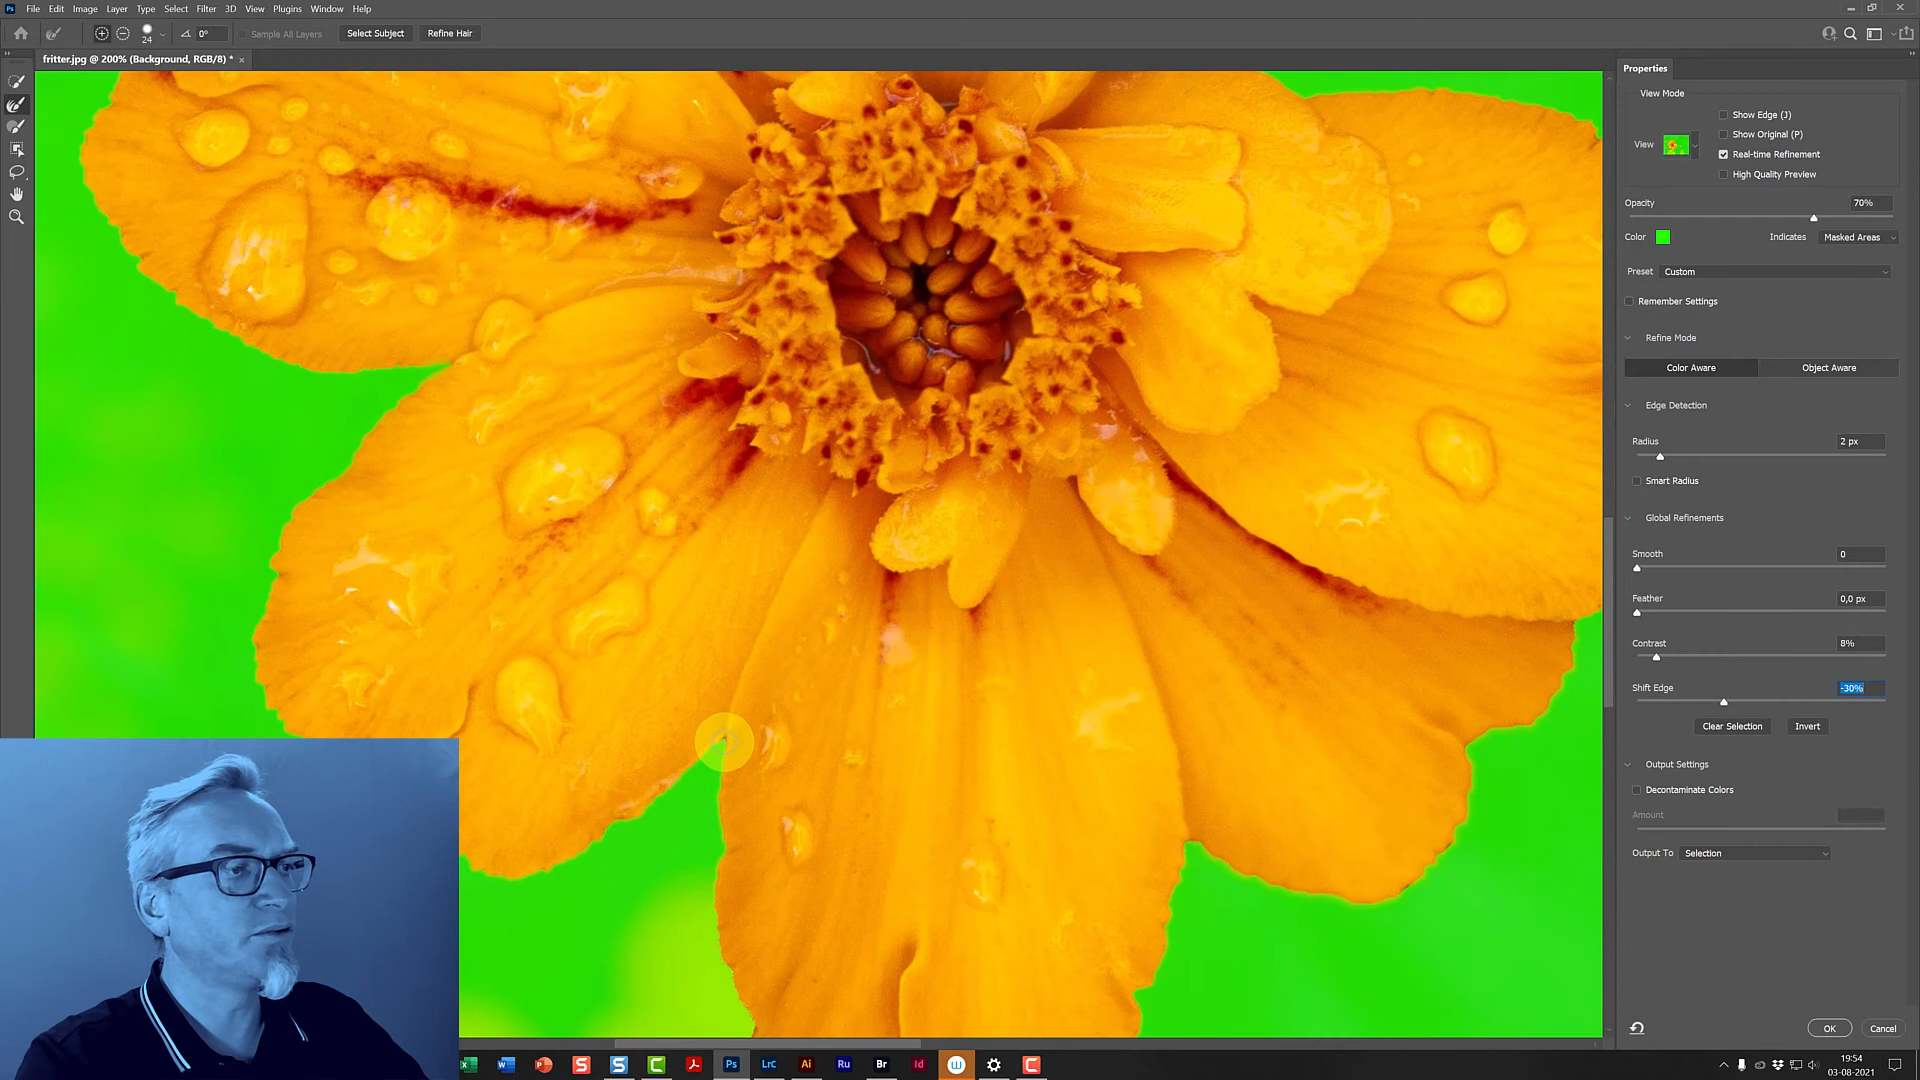 Ps File Edit Image Layer Type Select Filter 3D View Plugins Window Help
24 0° Sample All Layers Select Subject Refine Hair
fritter.jpg @ 200% (Background, RGB/8) *
Properties
View Mode
Show Edge (J)
Show Original (P)
View
Real-time Refinement
High Quality Preview
Opacity 70%
Color Indicates Masked Areas
Preset Custom
Remember Settings
Refine Mode
Color Aware Object Aware
Edge Detection
Radius 2 px
Smart Radius
Global Refinements
Smooth 0
Feather 0,0 px
Contrast 8%
Shift Edge -30%
Clear Selection Invert
Output Settings
Decontaminate Colors
Amount
Output To Selection
OK Cancel
S S C Ps LrC Ai Ru Br Id W C
19:54
03-08-2021